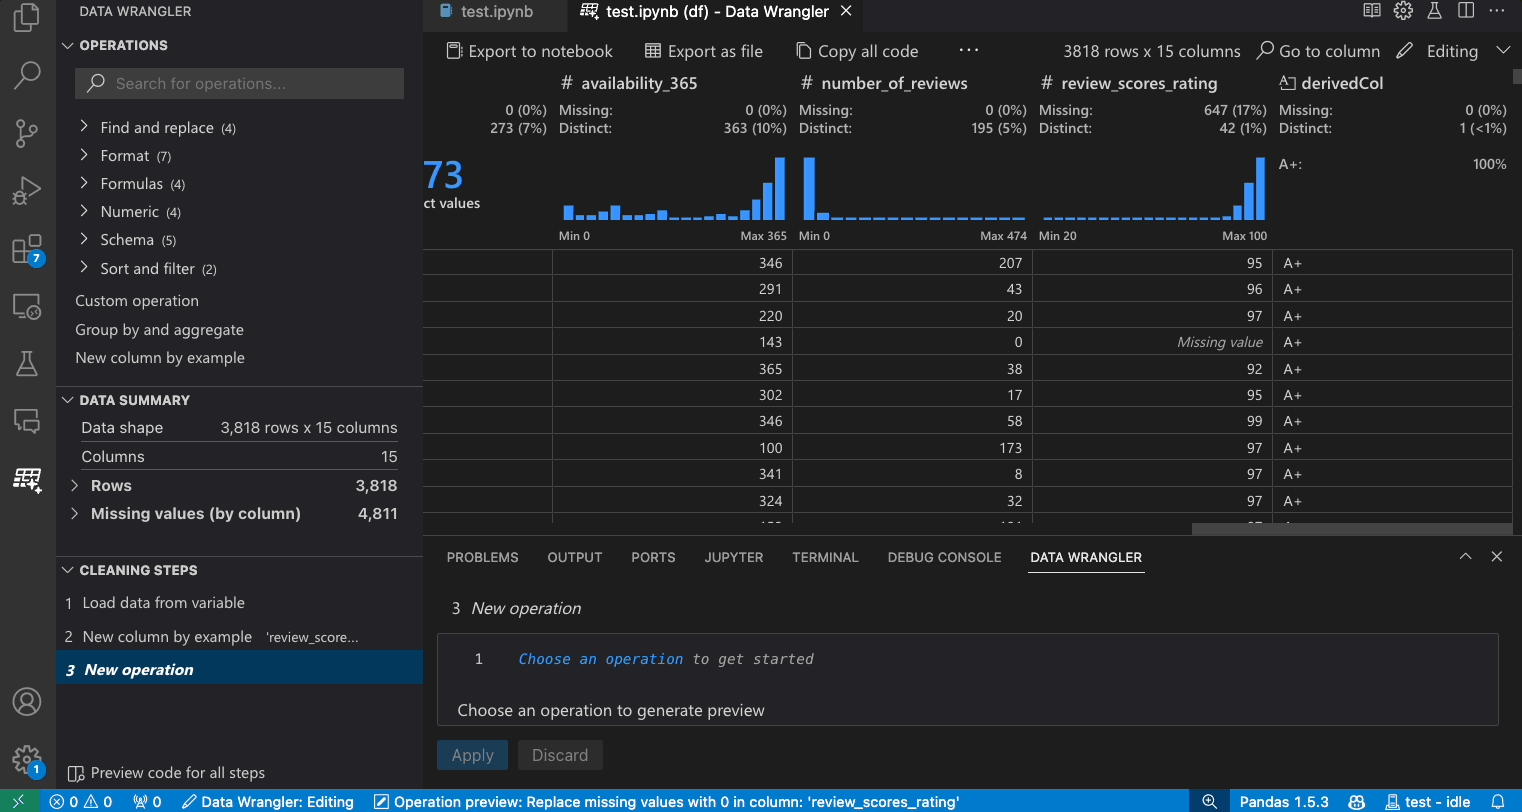 DATA WRANGLER
OPERATIONS
Search for operations...
Find and replace (4)
Format (7)
Formulas (4)
Numeric (4)
Schema (5)
Sort and filter (2)
Custom operation
Group by and aggregate
New column by example
DATA SUMMARY
Data shape 3,818 rows x 15 columns
Columns 15
Rows 3,818
Missing values (by column) 4,811
CLEANING STEPS
1 Load data from variable
2 New column by example 'review_score...
3 New operation
Preview code for all steps
7
1
test.ipynb test.ipynb (df) - Data Wrangler
Export to notebook Export as file Copy all code ... 3818 rows x 15 columns Go to column Editing
# availability_365 # number_of_reviews # review_scores_rating derivedCol
0 (0%) Missing: 0 (0%) Missing: 0 (0%) Missing: 647 (17%) Missing: 0 (0%)
273 (7%) Distinct: 363 (10%) Distinct: 195 (5%) Distinct: 42 (1%) Distinct: 1 (<1%)
73
ct values
A+: 100%
Min 0 Max 365 Min 0 Max 474 Min 20 Max 100
346 207 95 A+
291 43 96 A+
220 20 97 A+
143 0 Missing value A+
365 38 92 A+
302 17 95 A+
346 58 99 A+
100 173 97 A+
341 8 97 A+
324 32 97 A+
PROBLEMS OUTPUT PORTS JUPYTER TERMINAL DEBUG CONSOLE DATA WRANGLER
3 New operation
1 Choose an operation to get started
Choose an operation to generate preview
Apply Discard
0 0 0 Data Wrangler: Editing Operation preview: Replace missing values with 0 in column: 'review_scores_rating' Pandas 1.5.3 test - idle